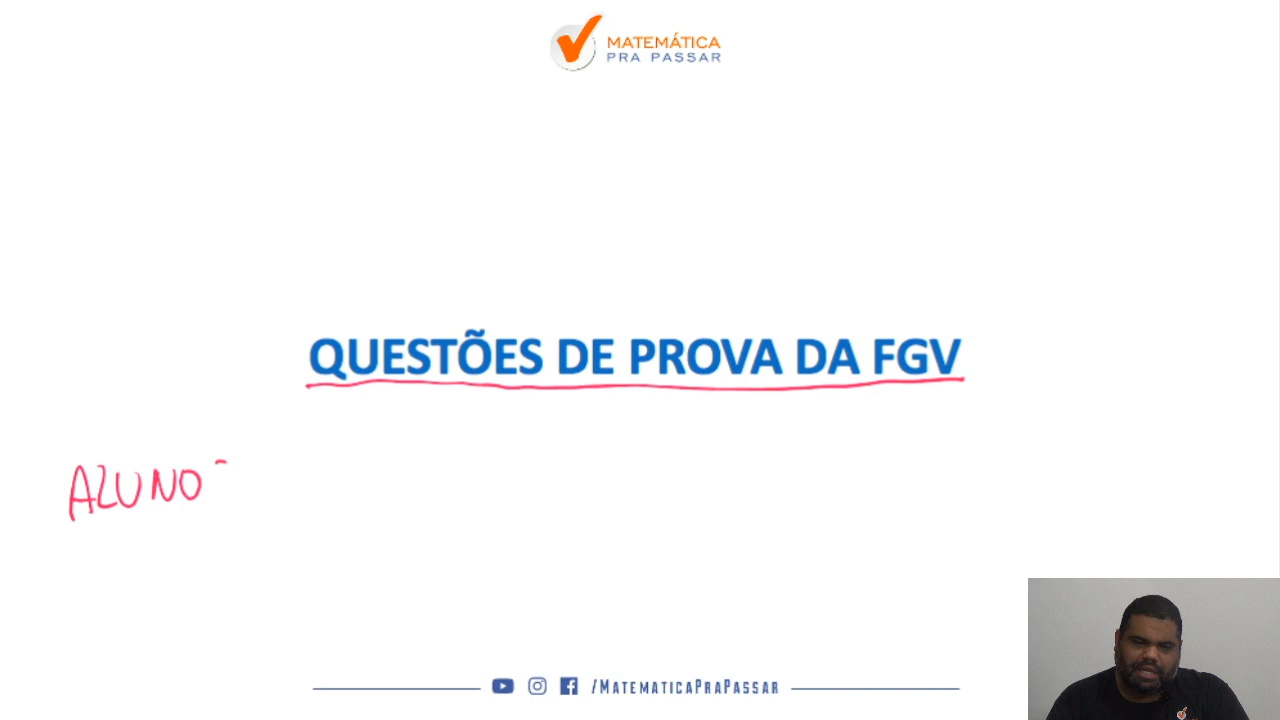 MATEMÁTICA
PRA PASSAR
QUESTÕES DE PROVA DA FGV
ALUNO
/MATEMATICAPRAPASSAR